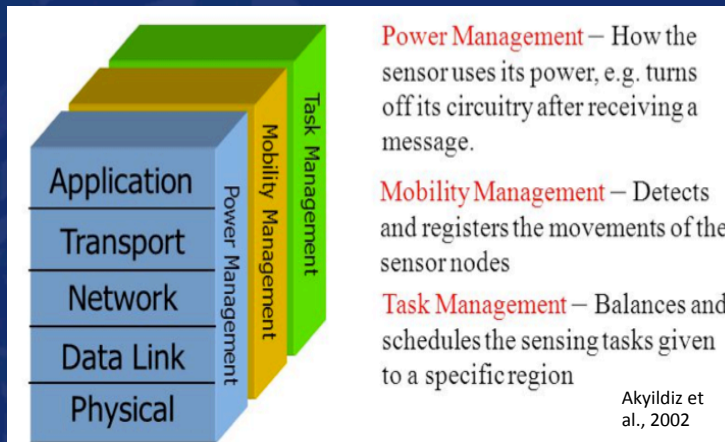 Application
Transport
Network
Data Link
Physical
Power Management
Mobility Management
Task Management
Power Management – How the
sensor uses its power, e.g. turns
off its circuitry after receiving a
message.
Mobility Management – Detects
and registers the movements of the
sensor nodes
Task Management – Balances and
schedules the sensing tasks given
to a specific region
Akyildiz et
al., 2002